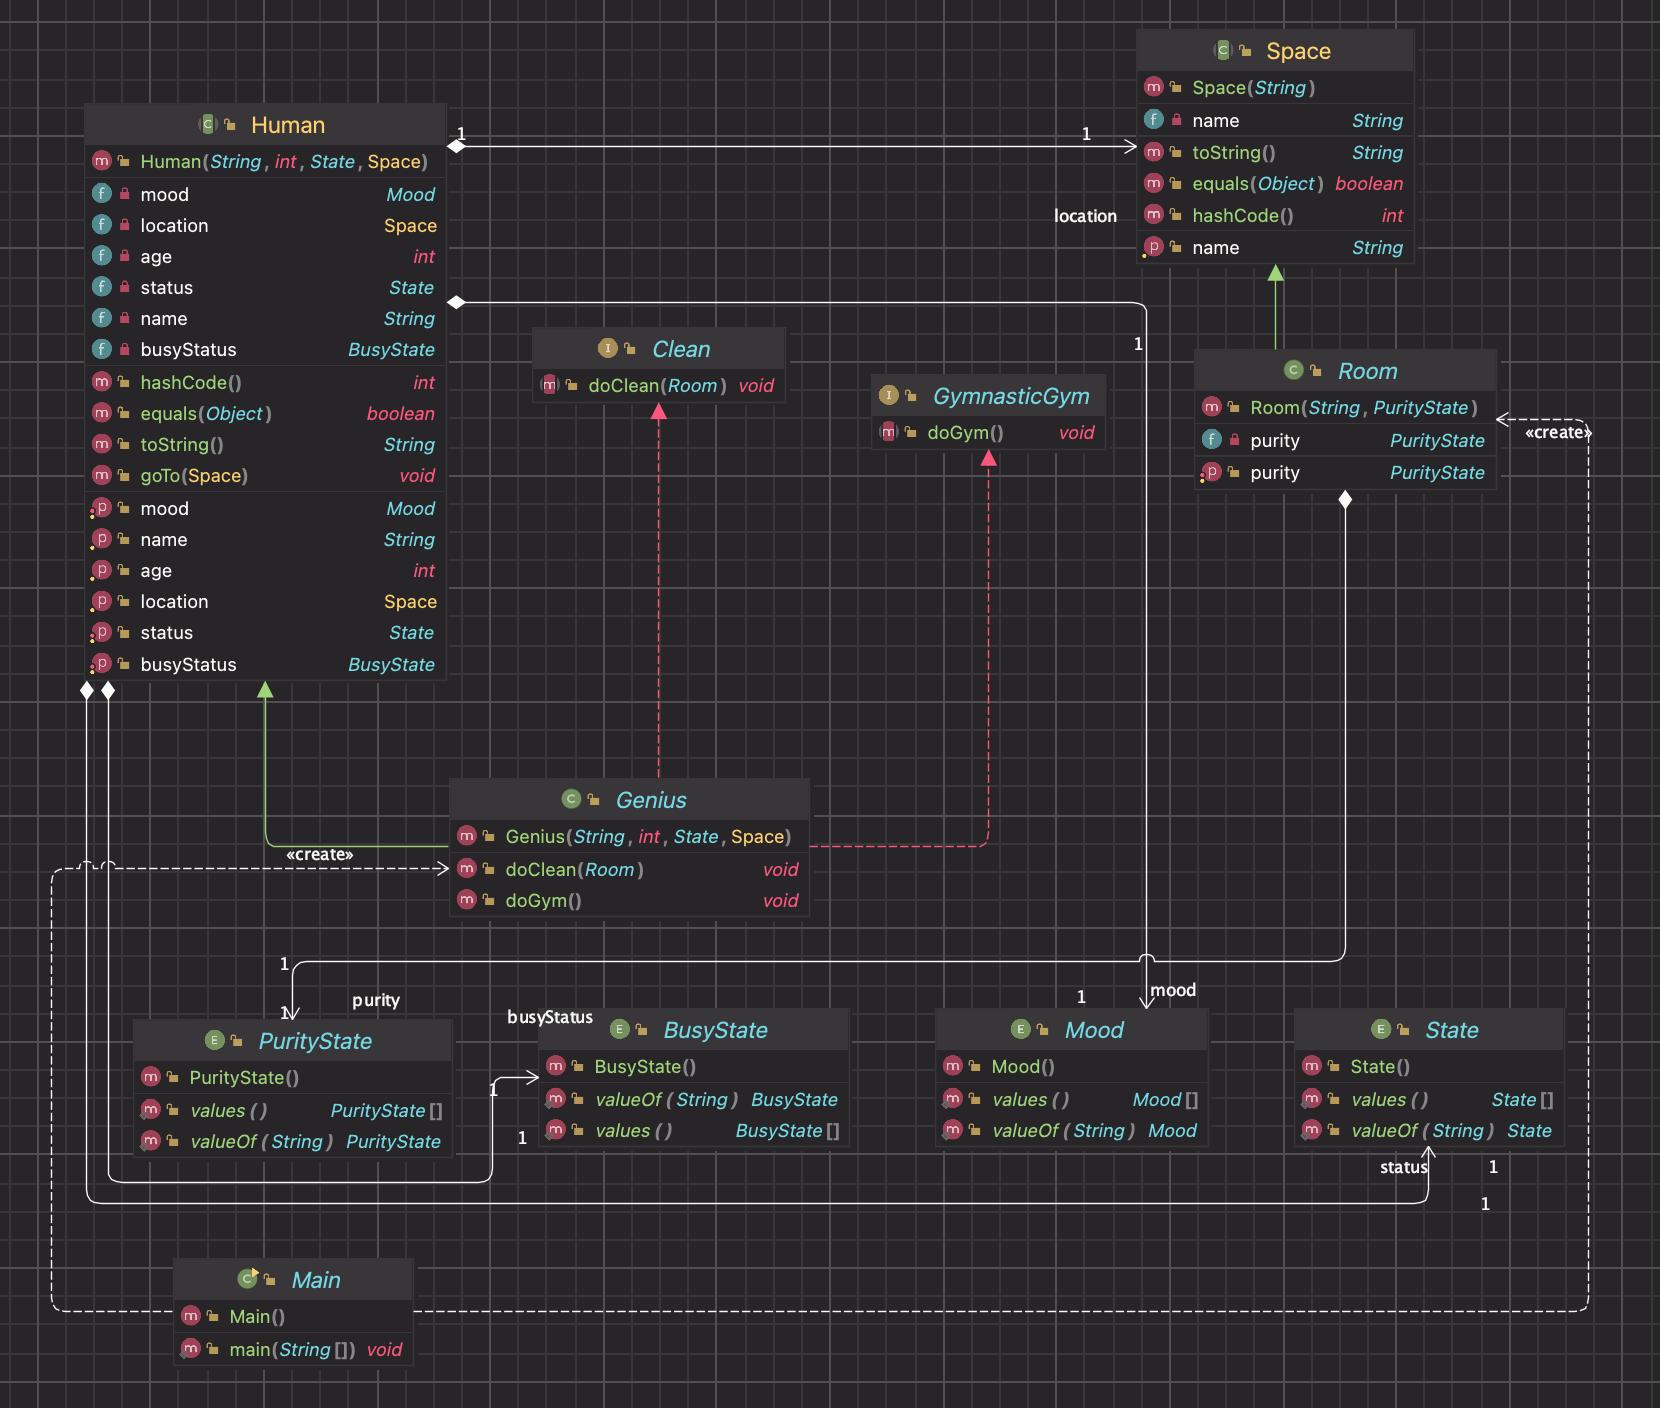 Space
Space(String)
name String
toString() String
equals(Object) boolean
hashCode() int
name String
Human
Human(String, int, State, Space)
mood Mood
location Space
age int
status State
name String
busyStatus BusyState
hashCode() int
equals(Object) boolean
toString() String
goTo(Space) void
mood Mood
name String
age int
location Space
status State
busyStatus BusyState
1
1
location
1
Clean
doClean(Room) void
GymnasticGym
doGym() void
Room
Room(String, PurityState)
purity PurityState
purity PurityState
«create»
Genius
Genius(String, int, State, Space)
doClean(Room) void
doGym() void
«create»
1
purity
1
busyStatus
1
mood
PurityState
PurityState()
values() PurityState[]
valueOf(String) PurityState
BusyState
BusyState()
valueOf(String) BusyState
values() BusyState[]
1
1
Mood
Mood()
values() Mood[]
valueOf(String) Mood
State
State()
values() State[]
valueOf(String) State
status
1
1
Main
Main()
main(String[]) void